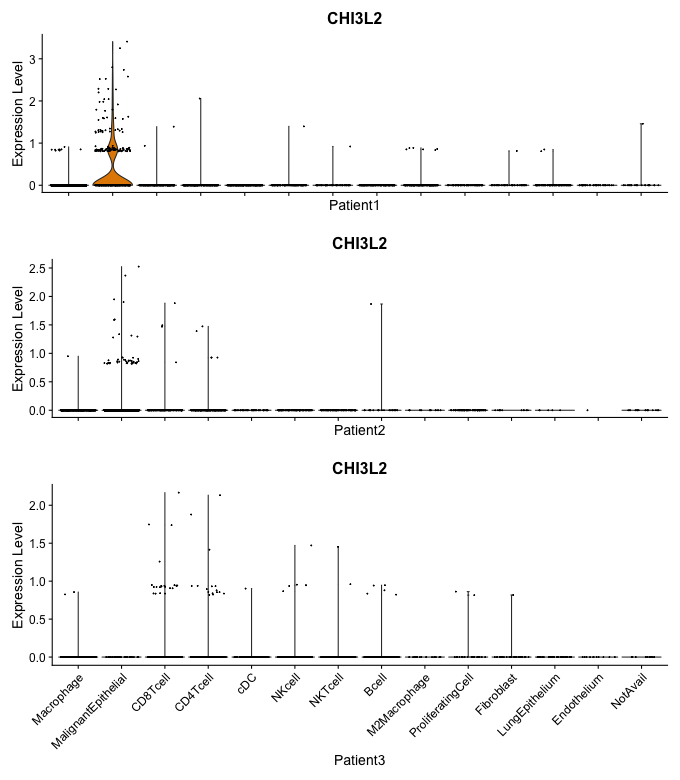 CHI3L2
Expression Level
3
2
1
0
Patient1
CHI3L2
Expression Level
2.5
2.0
1.5
1.0
0.5
0.0
Patient2
CHI3L2
Expression Level
2.0
1.5
1.0
0.5
0.0
Macrophage
MalignantEpithelial
CD8Tcell
CD4Tcell
cDC
NKcell
NKTcell
Bcell
M2Macrophage
ProliferatingCell
Fibroblast
LungEpithelium
Endothelium
NotAvail
Patient3